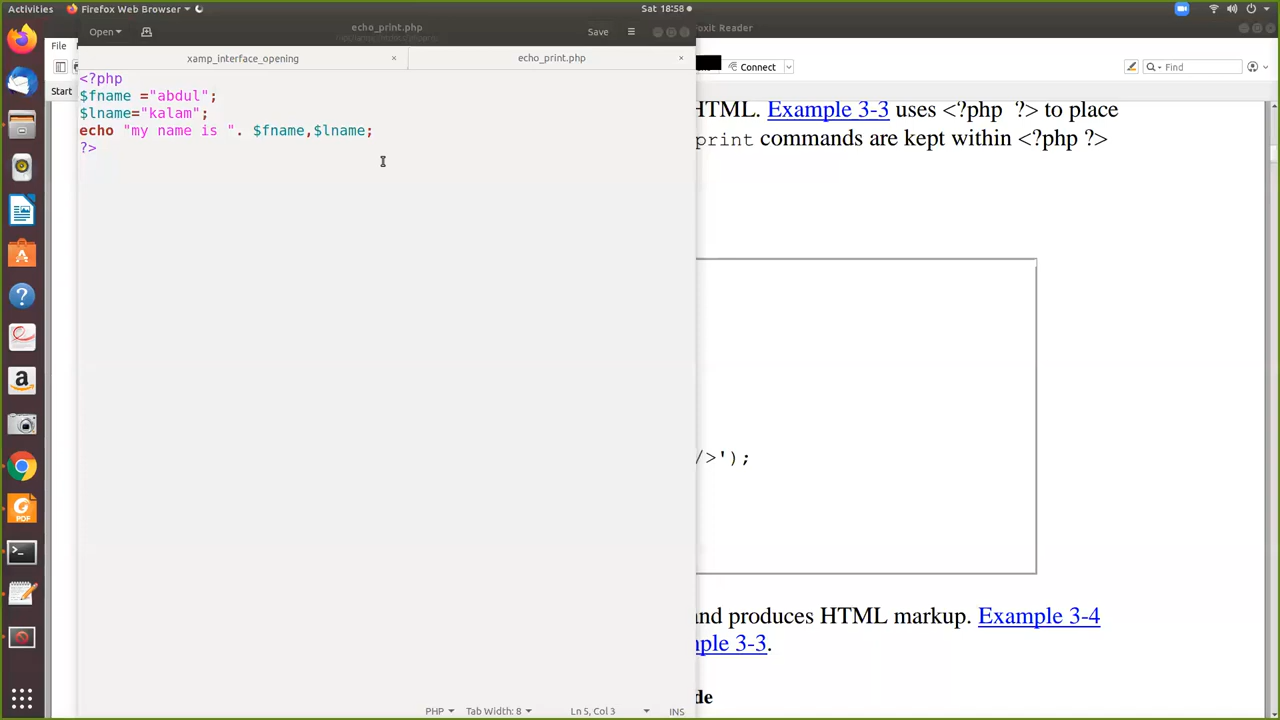 Activities Firefox Web Browser Sat 18:58
echo_print.php
Open Save
xamp_interface_opening × echo_print.php ×
<?php
$fname ="abdul";
$lname="kalam";
echo "my name is ". $fname,$lname;
?>
PHP Tab Width: 8 Ln 5, Col 3 INS
File
Start
Reader
Connect Find
HTML. Example 3-3 uses <?php ?> to place
print commands are kept within <?php ?>
/>');
and produces HTML markup. Example 3-4
3-3.